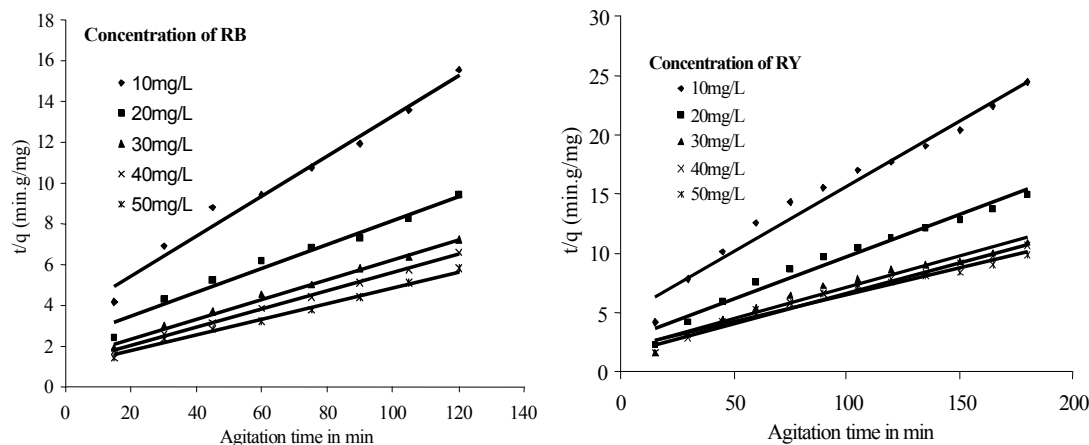 Concentration of RB
10mg/L
20mg/L
30mg/L
40mg/L
50mg/L
t/q (min.g/mg)
18
16
14
12
10
8
6
4
2
0
0 20 40 60 80 100 120 140
Agitation time in min
Concentration of RY
10mg/L
20mg/L
30mg/L
40mg/L
50mg/L
t/q (min.g/mg)
30
25
20
15
10
5
0
0 50 100 150 200
Agitation time in min